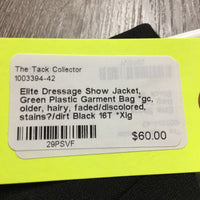 The Tack Collector
1003394-42
Elite Dressage Show Jacket,
Green Plastic Garment Bag *gc,
older, hairy, faded/discolored,
stains?/dirt Black 16T *Xlg
$60.00
29PSVF